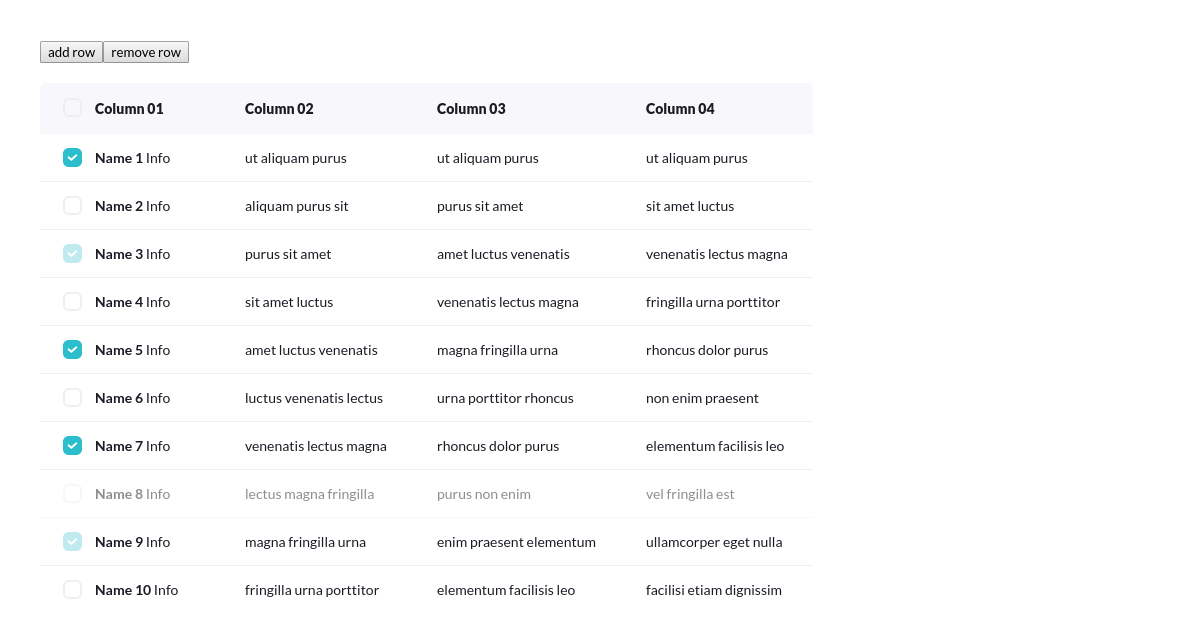 add row remove row
Column 01 Column 02 Column 03 Column 04
Name 1 Info ut aliquam purus ut aliquam purus ut aliquam purus
Name 2 Info aliquam purus sit purus sit amet sit amet luctus
Name 3 Info purus sit amet amet luctus venenatis venenatis lectus magna
Name 4 Info sit amet luctus venenatis lectus magna fringilla urna porttitor
Name 5 Info amet luctus venenatis magna fringilla urna rhoncus dolor purus
Name 6 Info luctus venenatis lectus urna porttitor rhoncus non enim praesent
Name 7 Info venenatis lectus magna rhoncus dolor purus elementum facilisis leo
Name 8 Info lectus magna fringilla purus non enim vel fringilla est
Name 9 Info magna fringilla urna enim praesent elementum ullamcorper eget nulla
Name 10 Info fringilla urna porttitor elementum facilisis leo facilisi etiam dignissim